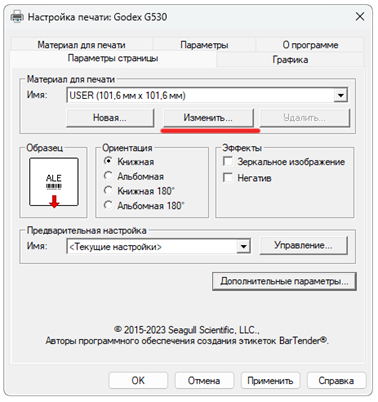 Настройка печати: Godex G530
Материал для печати
Параметры
О программе
Параметры страницы
Графика
Материал для печати
Имя:
USER (101,6 мм x 101,6 мм)
Новая...
Изменить...
Удалить...
Образец
ALE
Ориентация
Книжная
Альбомная
Книжная 180°
Альбомная 180°
Эффекты
Зеркальное изображение
Негатив
Предварительная настройка
Имя:
<Текущие настройки>
Управление...
Дополнительные параметры...
© 2015-2023 Seagull Scientific, LLC.,
Авторы программного обеспечения создания этикеток BarTender®.
ОК
Отмена
Применить
Справка